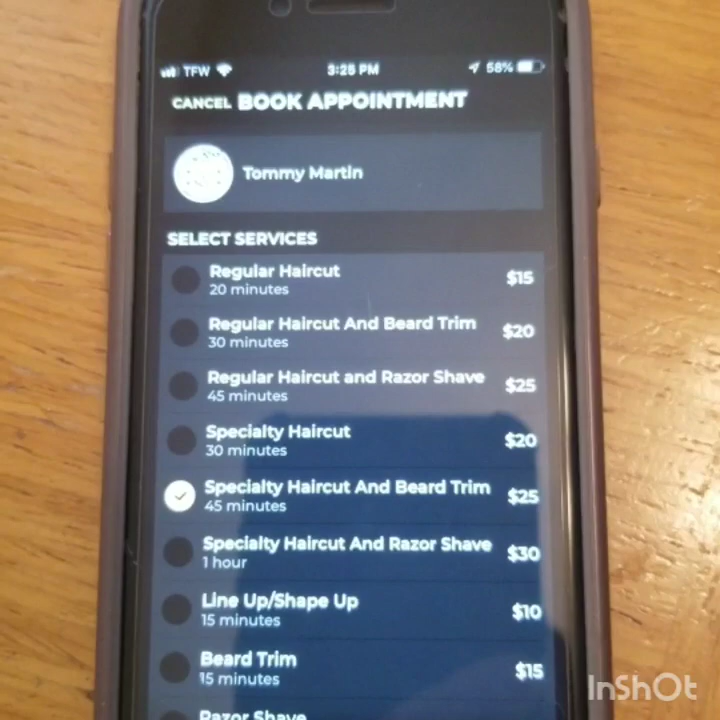 TFW 3:25 PM 58%
CANCEL BOOK APPOINTMENT
Tommy Martin
SELECT SERVICES
Regular Haircut $15
20 minutes
Regular Haircut And Beard Trim $20
30 minutes
Regular Haircut and Razor Shave $25
45 minutes
Specialty Haircut $20
30 minutes
Specialty Haircut And Beard Trim $25
45 minutes
Specialty Haircut And Razor Shave $30
1 hour
Line Up/Shape Up $10
15 minutes
Beard Trim $15
15 minutes
Razor Shave
InShOt